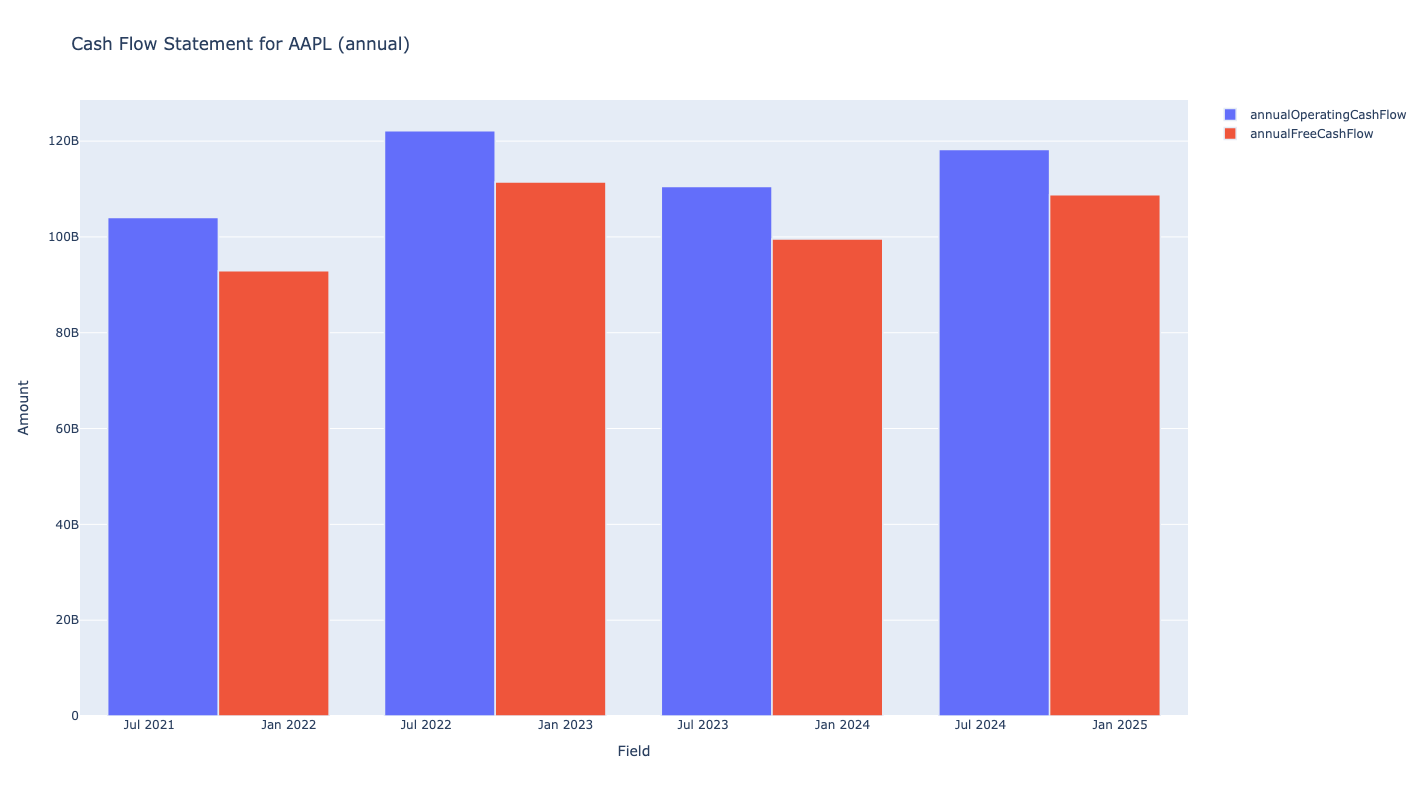 Cash Flow Statement for AAPL (annual)
annualOperatingCashFlow
annualFreeCashFlow
120B
100B
80B
60B
40B
20B
0
Amount
Jul 2021 Jan 2022 Jul 2022 Jan 2023 Jul 2023 Jan 2024 Jul 2024 Jan 2025
Field